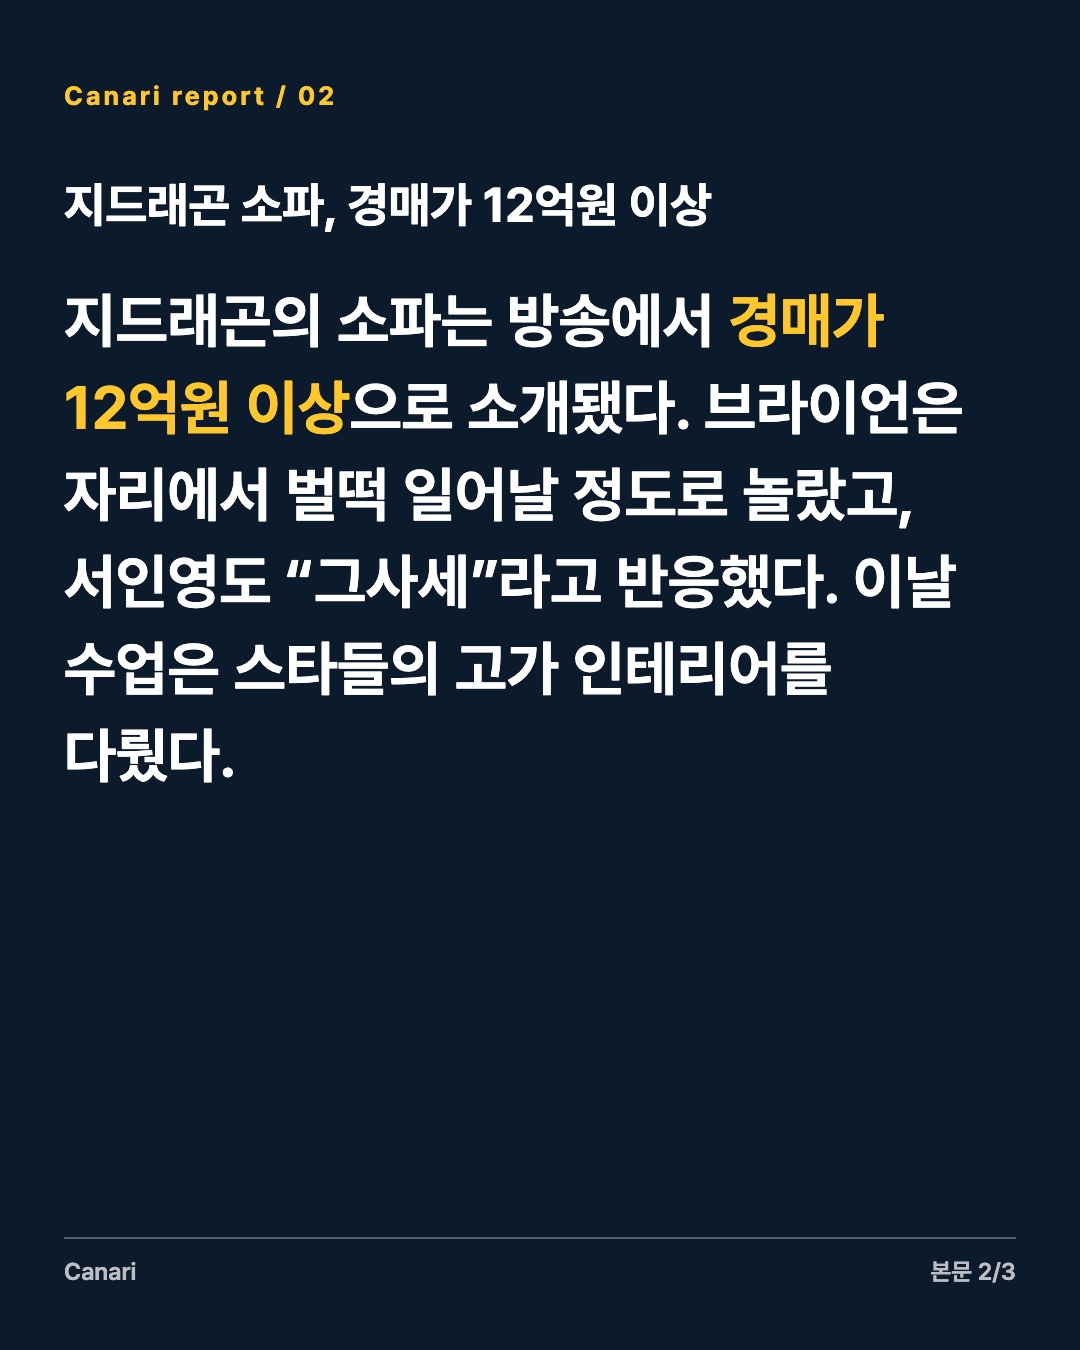 Canari report / 02
지드래곤 소파, 경매가 12억원 이상
지드래곤의 소파는 방송에서 경매가
12억원 이상으로 소개됐다. 브라이언은
자리에서 벌떡 일어날 정도로 놀랐고,
서인영도 “그사세”라고 반응했다. 이날
수업은 스타들의 고가 인테리어를
다뤘다.
Canari
본문 2/3